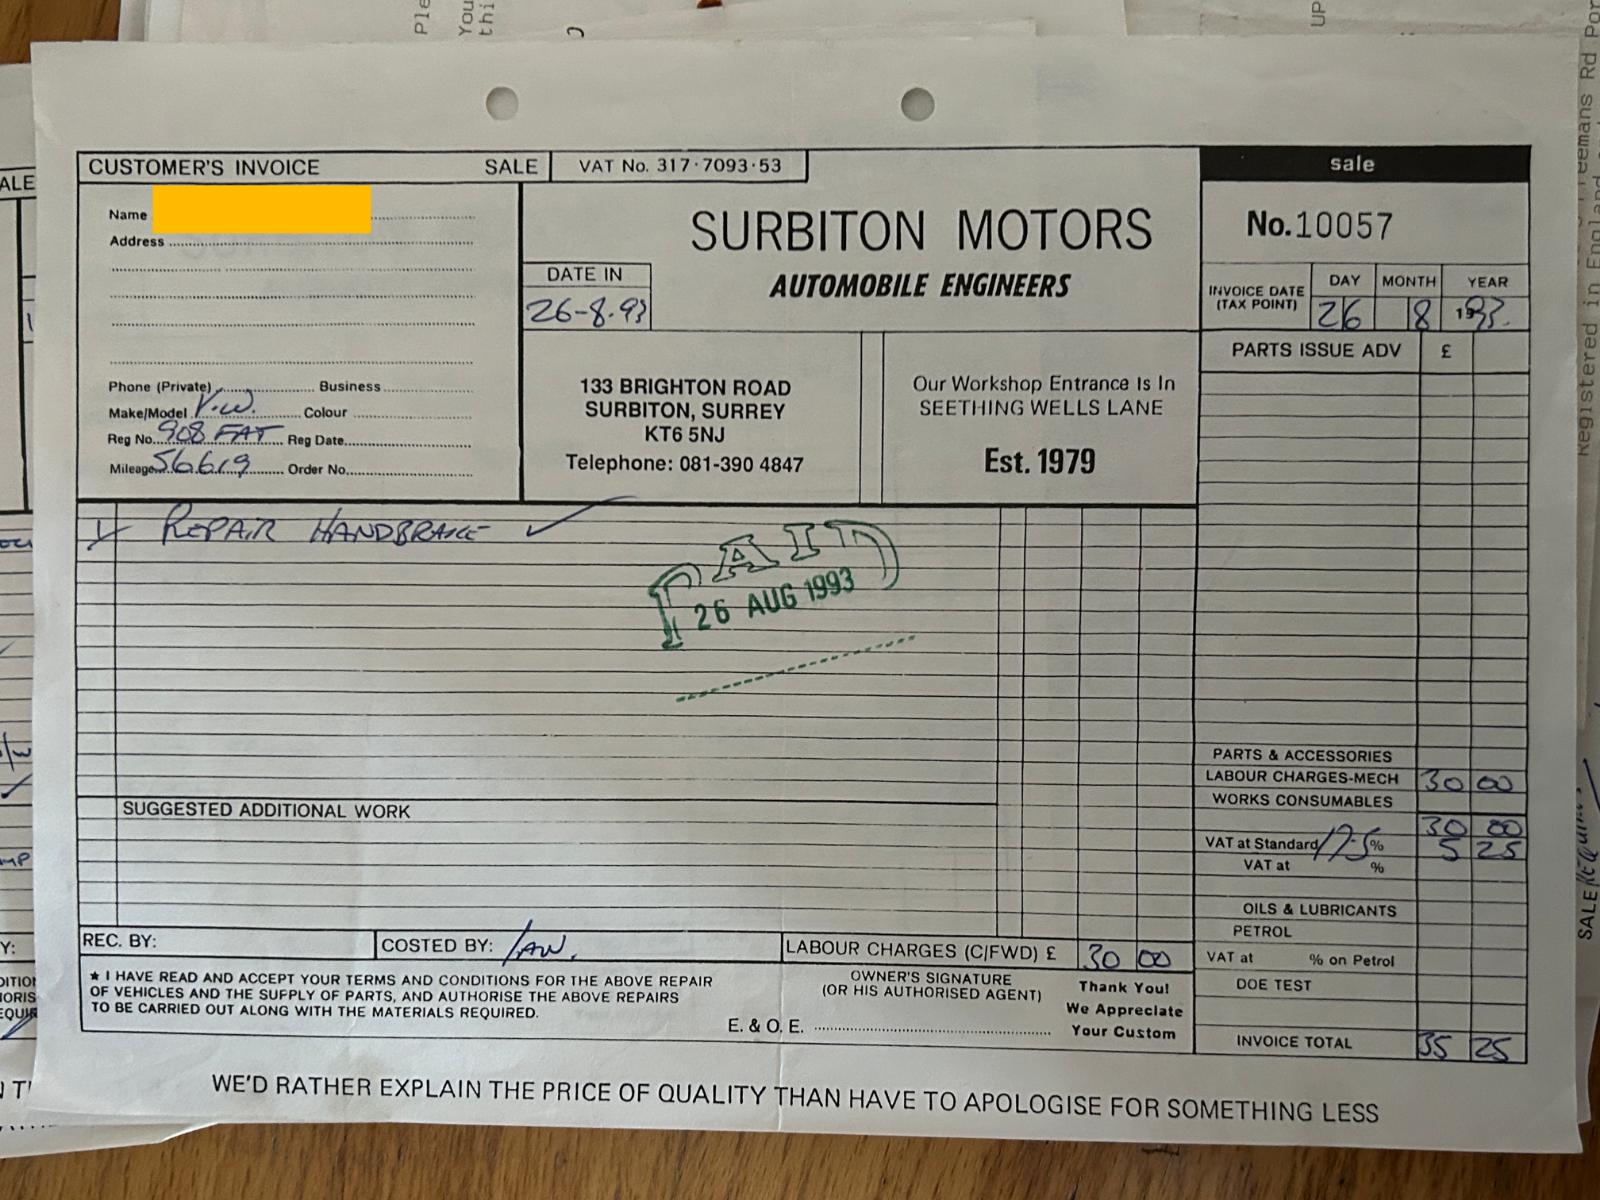 CUSTOMER'S INVOICE SALE
VAT No. 317·7093·53
Name
Address
Phone (Private) Business
Make/Model V.W. Colour
Reg No. 908 FAT Reg Date
Mileage 56619 Order No.
DATE IN
26-8-93
SURBITON MOTORS
AUTOMOBILE ENGINEERS
133 BRIGHTON ROAD
SURBITON, SURREY
KT6 5NJ
Telephone: 081-390 4847
Our Workshop Entrance Is In
SEETHING WELLS LANE
Est. 1979
sale
No. 10057
INVOICE DATE
(TAX POINT)
DAY MONTH YEAR
26 8 1993.
PARTS ISSUE ADV £
REPAIR HANDBRAKE ✓
PAID
26 AUG 1993
SUGGESTED ADDITIONAL WORK
PARTS & ACCESSORIES
LABOUR CHARGES-MECH 30 00
WORKS CONSUMABLES
30 00
VAT at Standard 17.5 % 5 25
VAT at %
OILS & LUBRICANTS
PETROL
VAT at % on Petrol
DOE TEST
INVOICE TOTAL 35 25
REC. BY:
COSTED BY:
LABOUR CHARGES (C/FWD) £ 30 00
★ I HAVE READ AND ACCEPT YOUR TERMS AND CONDITIONS FOR THE ABOVE REPAIR
OF VEHICLES AND THE SUPPLY OF PARTS, AND AUTHORISE THE ABOVE REPAIRS
TO BE CARRIED OUT ALONG WITH THE MATERIALS REQUIRED.
OWNER'S SIGNATURE
(OR HIS AUTHORISED AGENT)
E. & O. E.
Thank You!
We Appreciate
Your Custom
WE'D RATHER EXPLAIN THE PRICE OF QUALITY THAN HAVE TO APOLOGISE FOR SOMETHING LESS
Registered in England
SALE